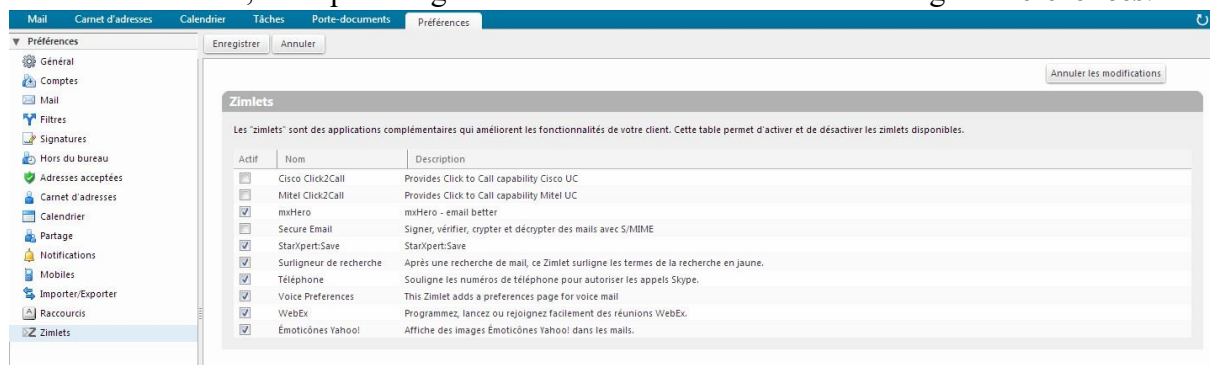 Mail Carnet d'adresses Calendrier Tâches Porte-documents Préférences
Préférences
Enregistrer Annuler
Général
Comptes
Mail
Filtres
Signatures
Hors du bureau
Adresses acceptées
Carnet d'adresses
Calendrier
Partage
Notifications
Mobiles
Importer/Exporter
Raccourcis
Zimlets
Annuler les modifications
Zimlets
Les "zimlets" sont des applications complémentaires qui améliorent les fonctionnalités de votre client. Cette table permet d'activer et de désactiver les zimlets disponibles.
Actif Nom Description
Cisco Click2Call Provides Click to Call capability Cisco UC
Mitel Click2Call Provides Click to Call capability Mitel UC
mxHero mxHero - email better
Secure Email Signer, vérifier, crypter et décrypter des mails avec S/MIME
StarXpert:Save StarXpert:Save
Surligneur de recherche Après une recherche de mail, ce Zimlet surligne les termes de la recherche en jaune.
Téléphone Souligne les numéros de téléphone pour autoriser les appels Skype.
Voice Preferences This Zimlet adds a preferences page for voice mail
WebEx Programmez, lancez ou rejoignez facilement des réunions WebEx.
Émoticônes Yahoo! Affiche des images Émoticônes Yahoo! dans les mails.